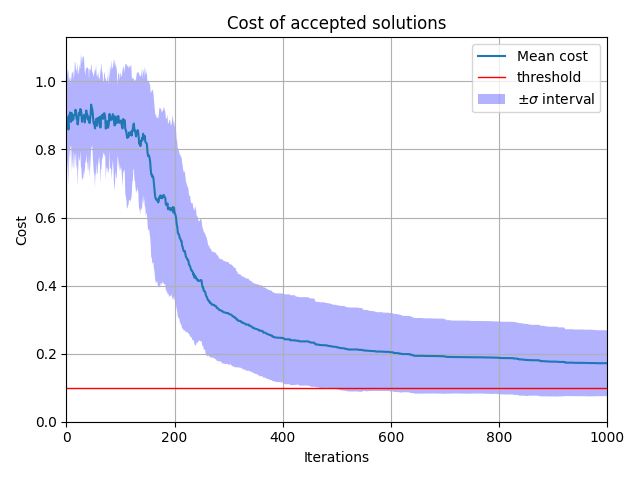 Cost of accepted solutions
Mean cost
threshold
±σ interval
Cost
1.0
0.8
0.6
0.4
0.2
0.0
0 200 400 600 800 1000
Iterations